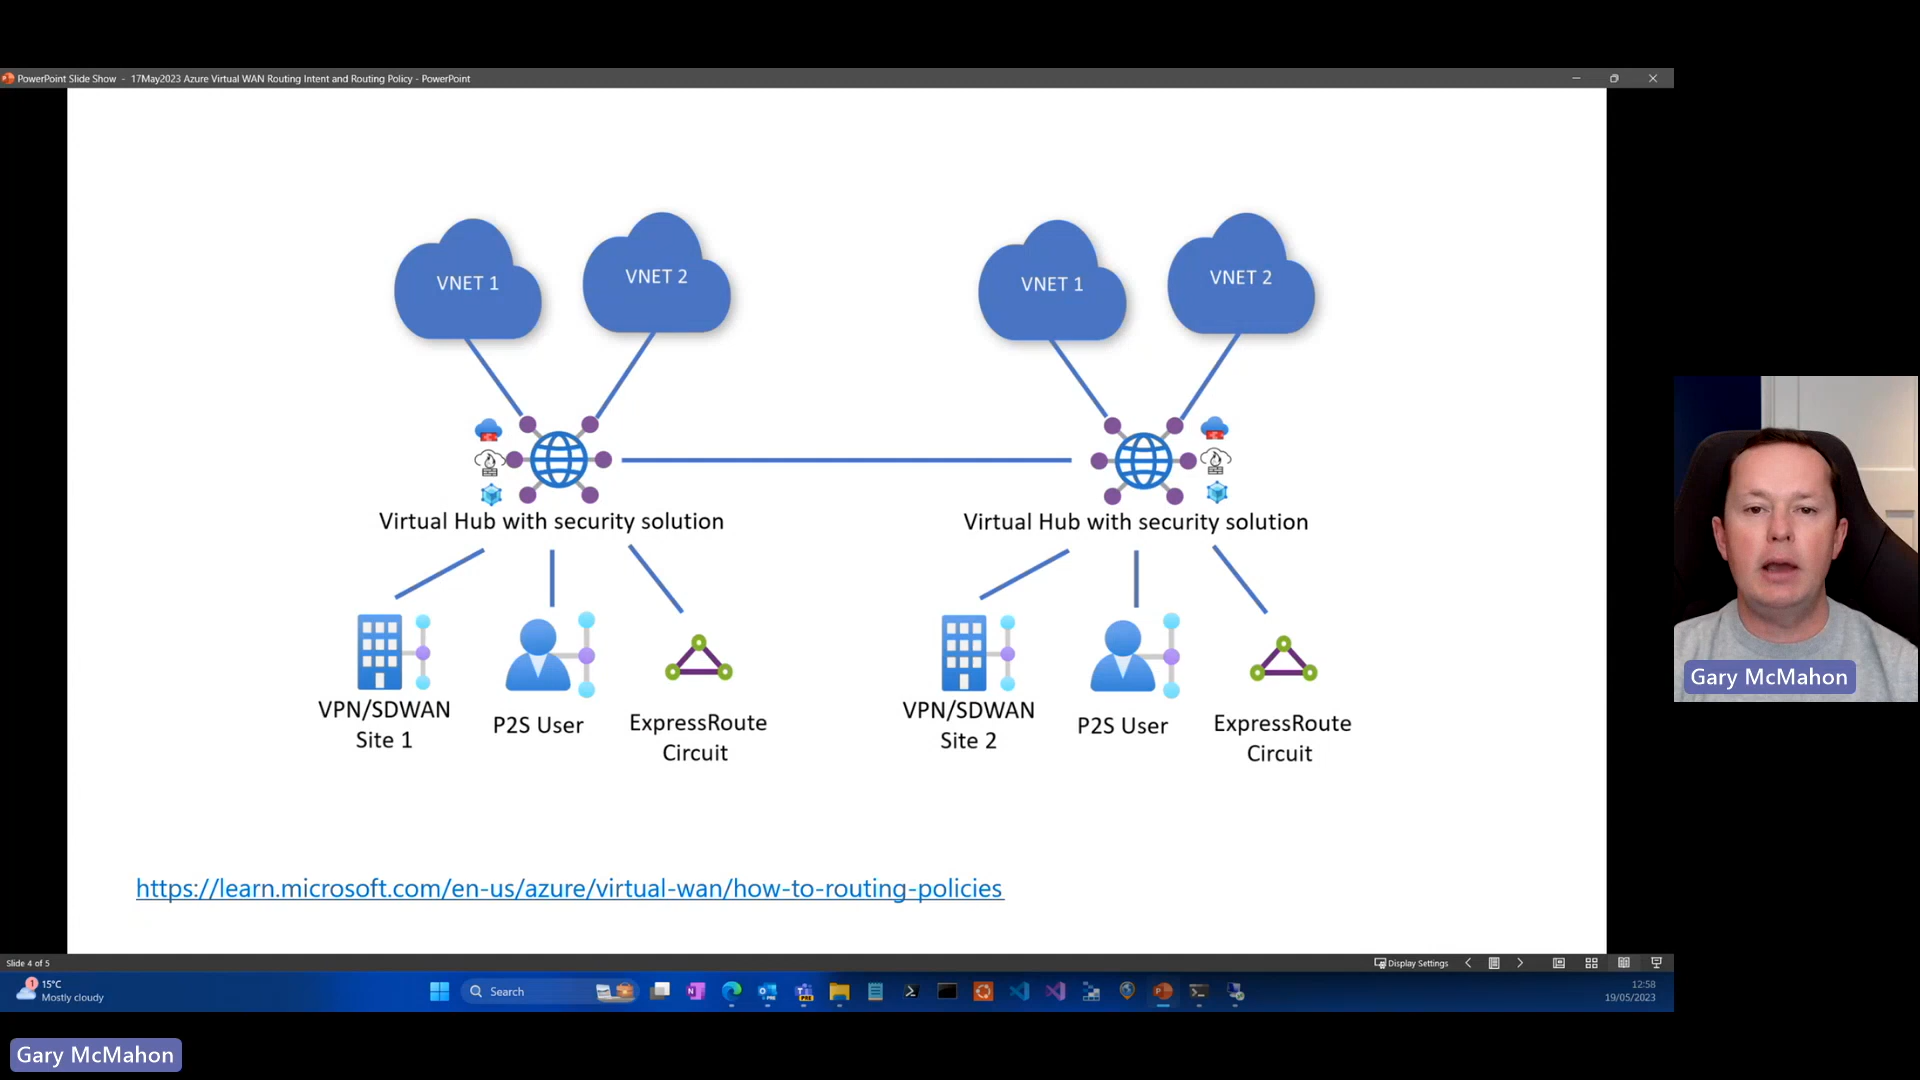 PowerPoint Slide Show - 17May2023 Azure Virtual WAN Routing Intent and Routing Policy - PowerPoint
VNET 1
VNET 2
VNET 1
VNET 2
Virtual Hub with security solution
Virtual Hub with security solution
VPN/SDWAN
Site 1
P2S User
ExpressRoute
Circuit
VPN/SDWAN
Site 2
P2S User
ExpressRoute
Circuit
https://learn.microsoft.com/en-us/azure/virtual-wan/how-to-routing-policies
Gary McMahon
Slide 4 of 5
Display Settings
1
15°C
Mostly cloudy
Search
PRE
12:58
19/05/2023
Gary McMahon